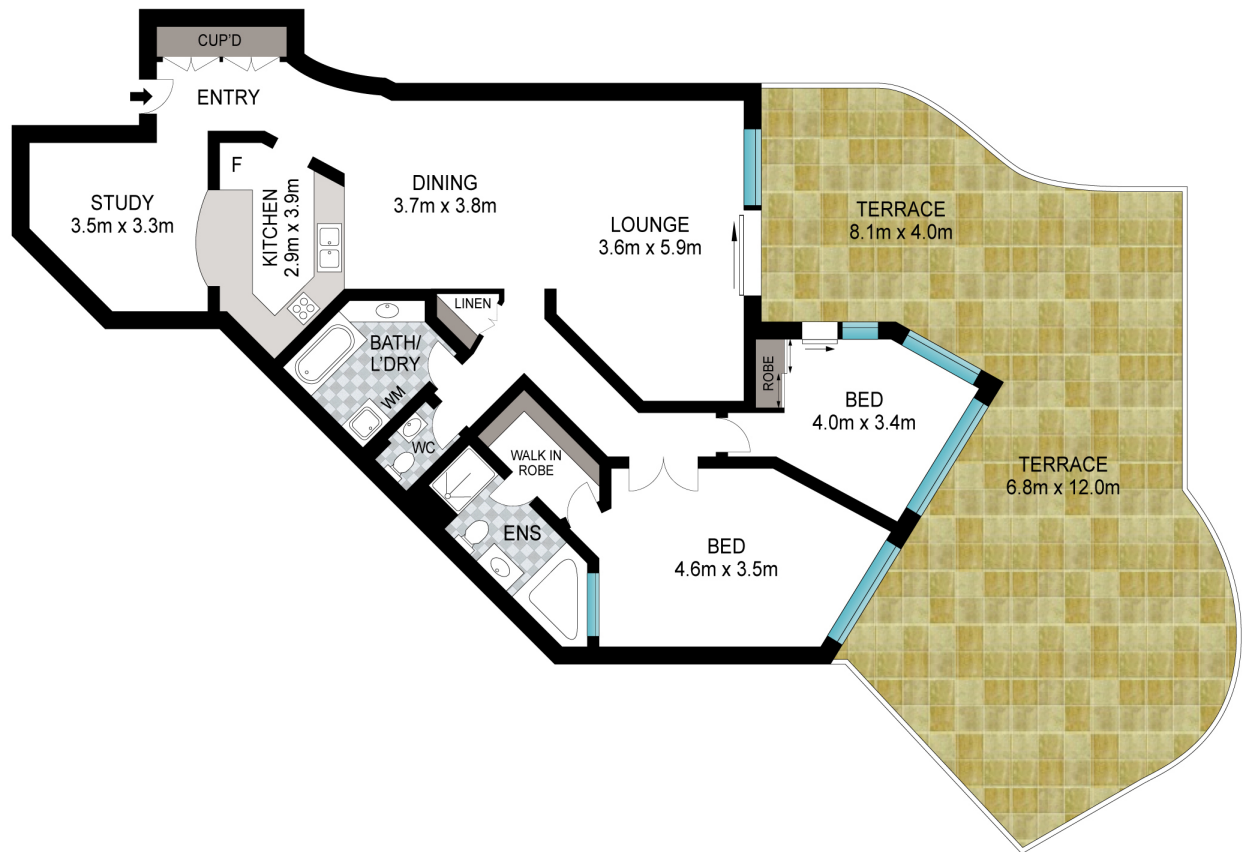 CUP'D
ENTRY
F
STUDY
3.5m x 3.3m
KITCHEN
2.9m x 3.9m
DINING
3.7m x 3.8m
LOUNGE
3.6m x 5.9m
TERRACE
8.1m x 4.0m
LINEN
BATH/
L'DRY
WM
WC
WALK IN
ROBE
ENS
ROBE
BED
4.0m x 3.4m
BED
4.6m x 3.5m
TERRACE
6.8m x 12.0m